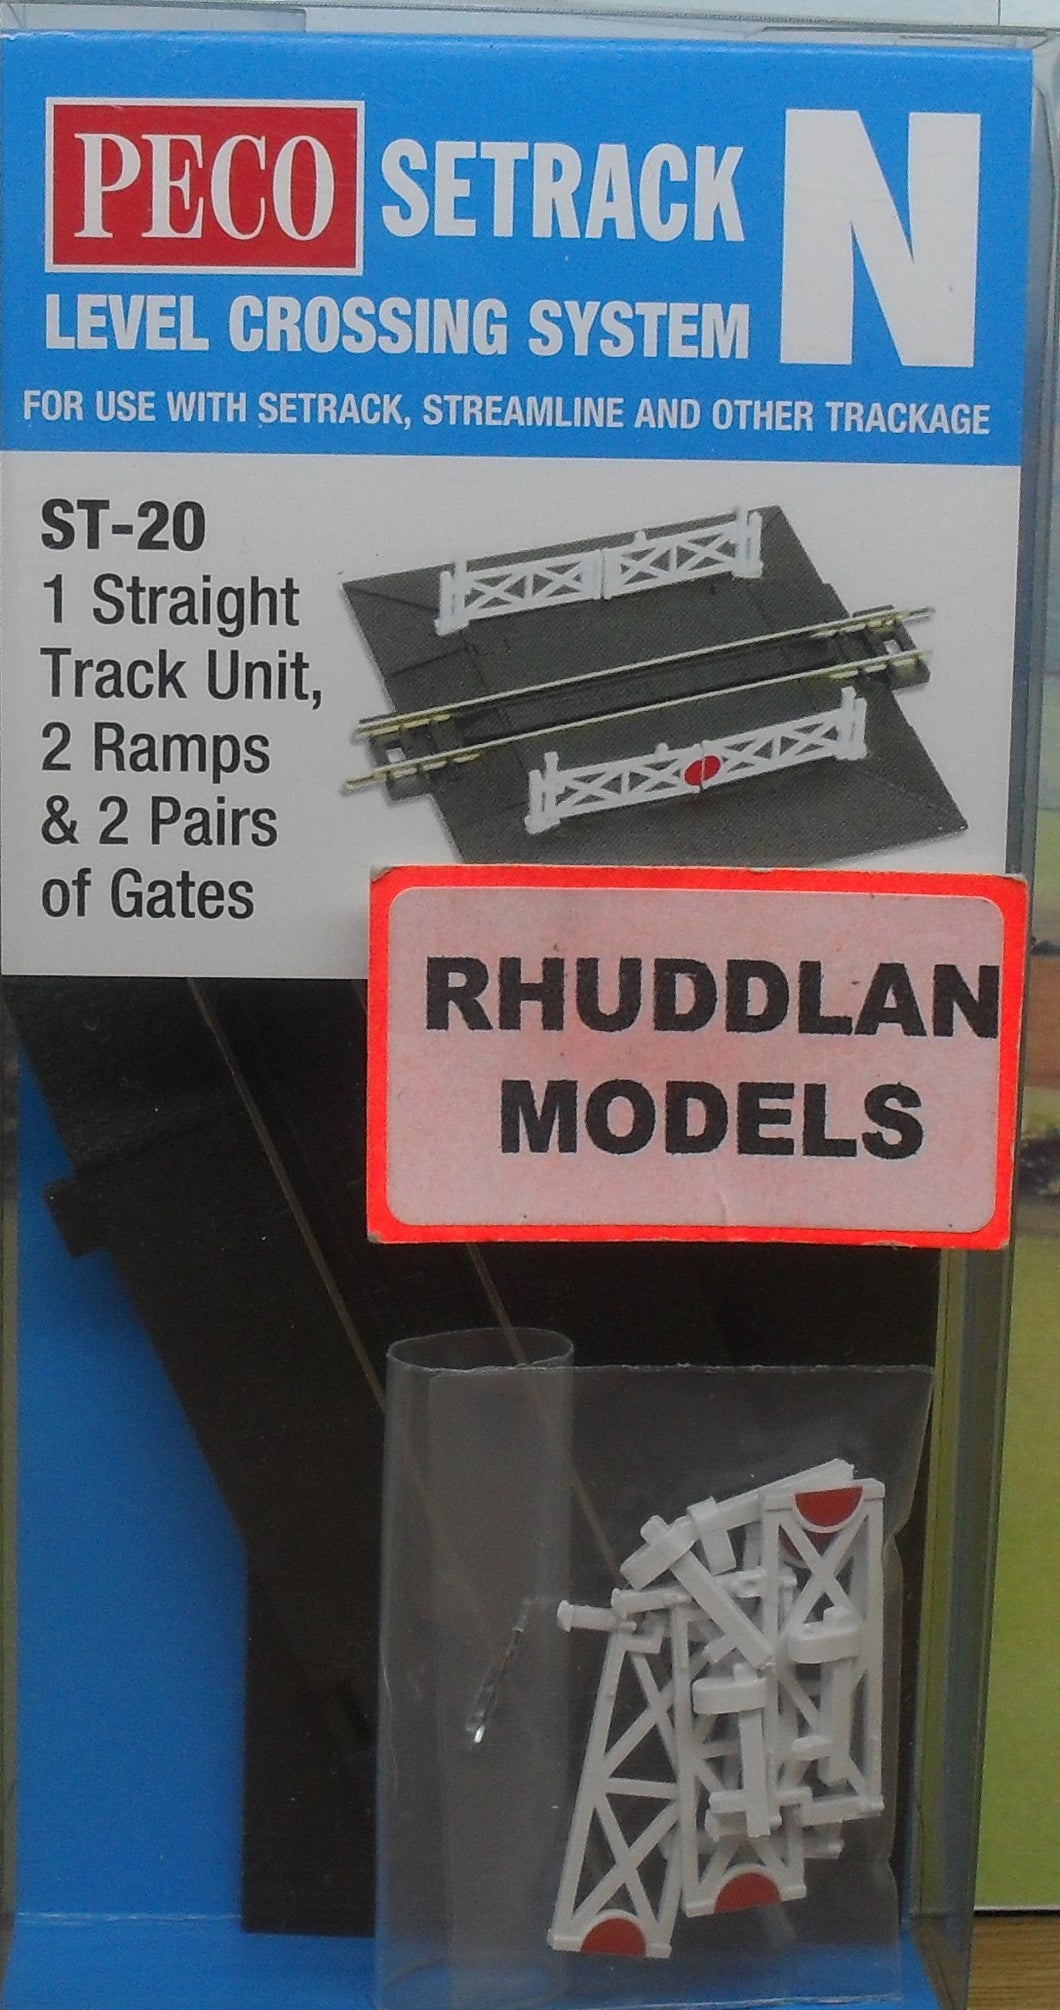 PECO SETRACK N
LEVEL CROSSING SYSTEM
FOR USE WITH SETRACK, STREAMLINE AND OTHER TRACKAGE
ST-20
1 Straight
Track Unit,
2 Ramps
& 2 Pairs
of Gates
RHUDDLAN
MODELS